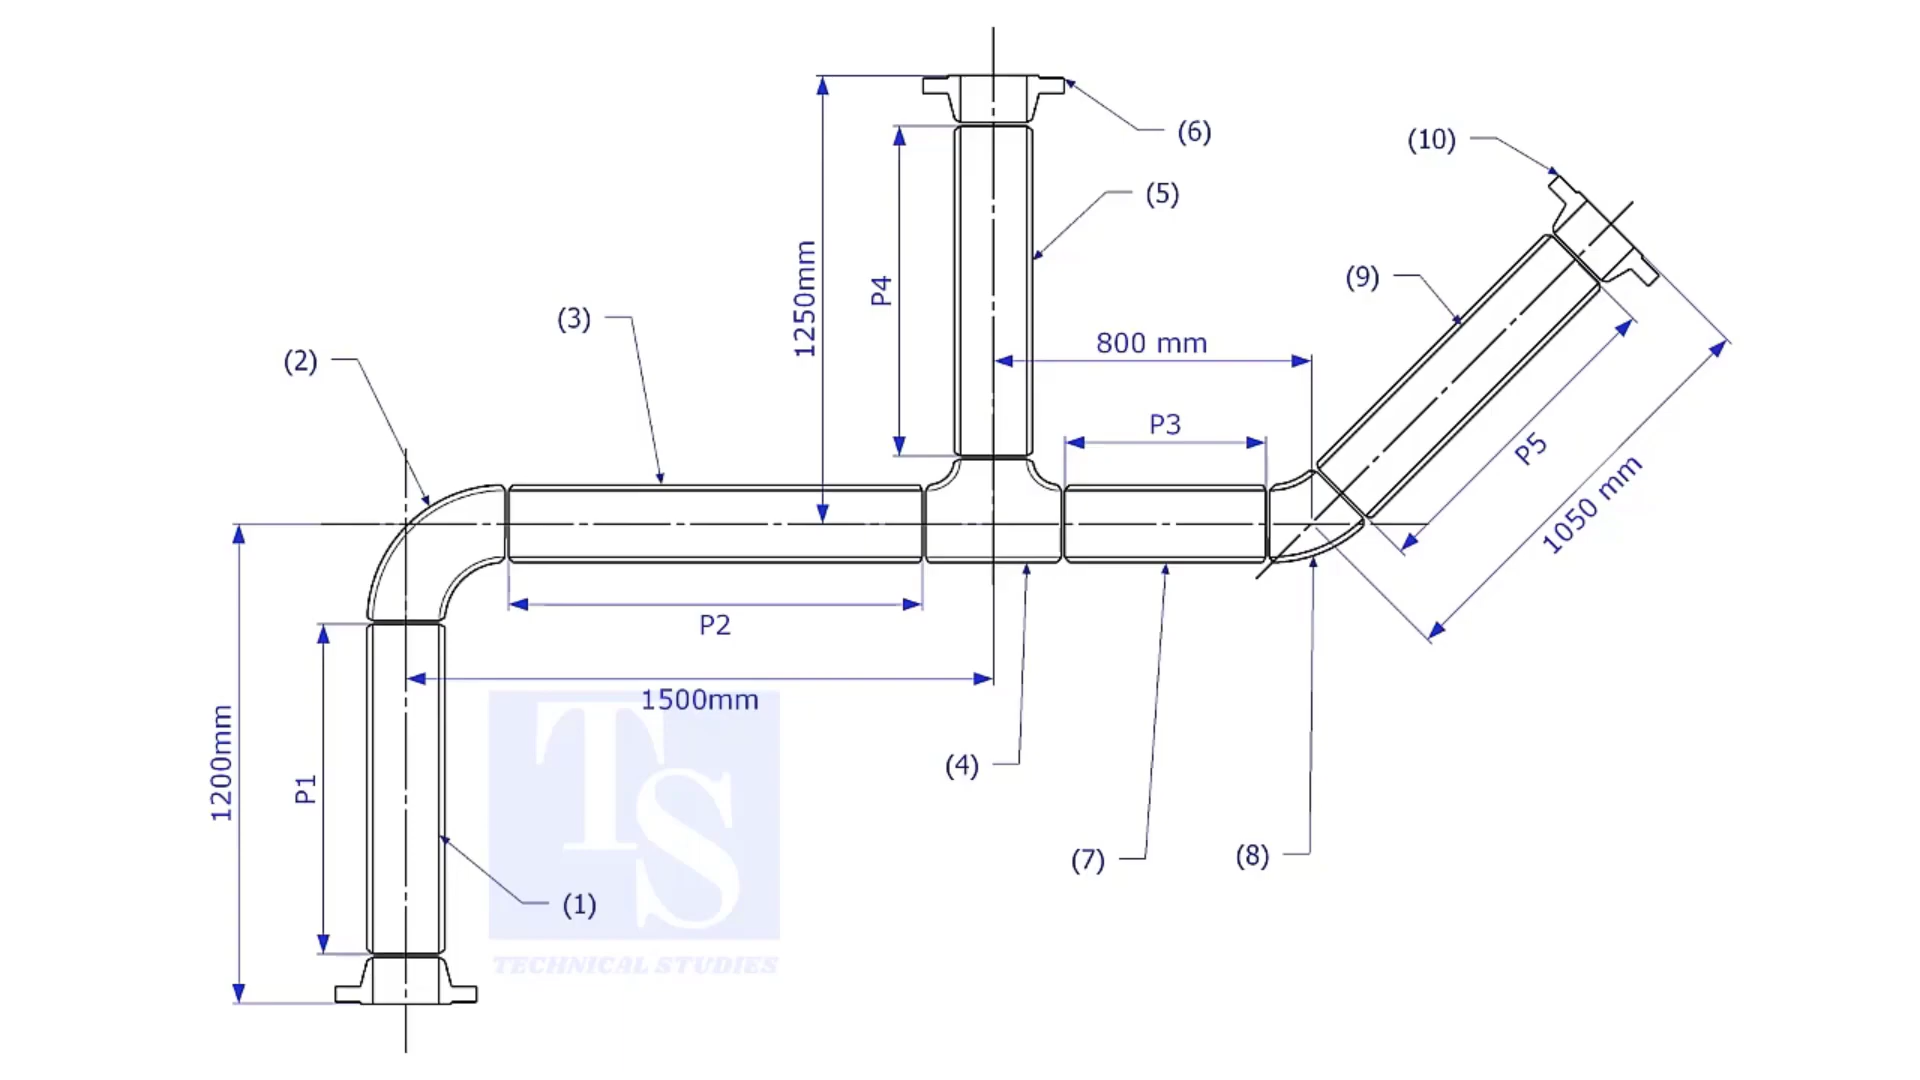 (6)
(10)
(5)
(9)
1250mm
P4
(3)
800 mm
(2)
P3
P5
1050 mm
P2
1500mm
TS
(4)
1200mm
P1
(7)
(8)
(1)
TECHNICAL STUDIES